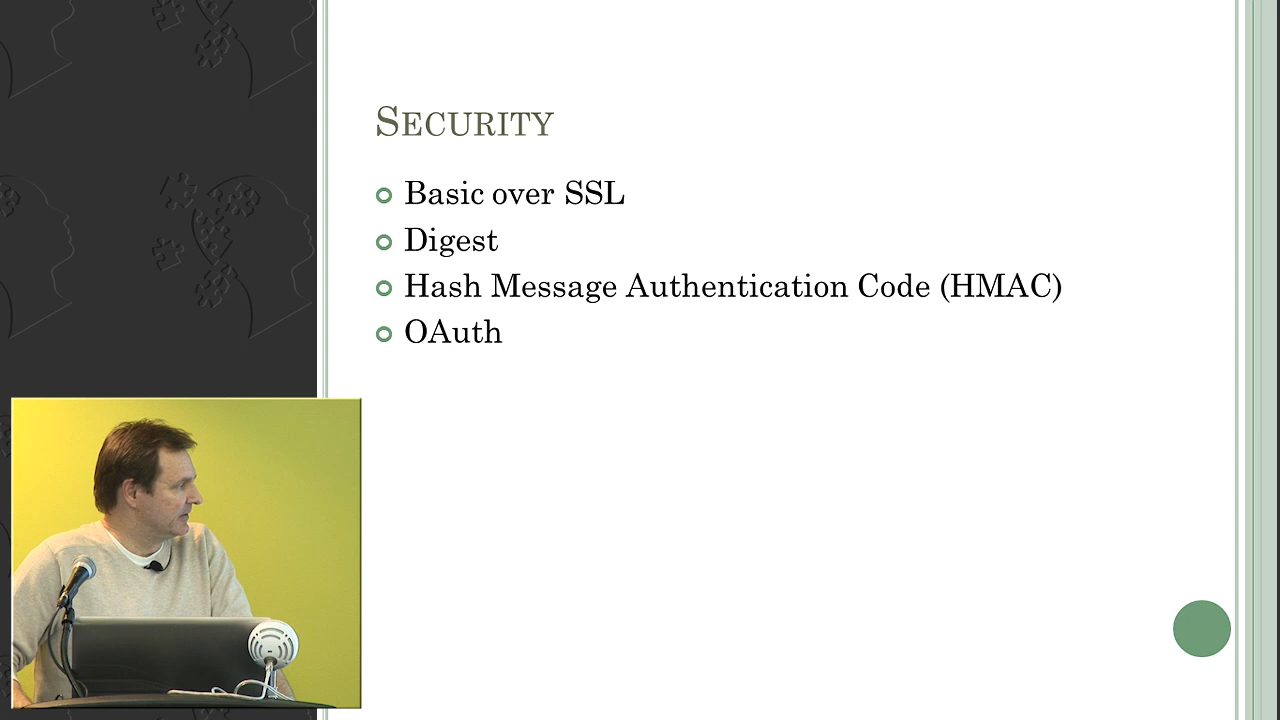 Security
Basic over SSL
Digest
Hash Message Authentication Code (HMAC)
OAuth